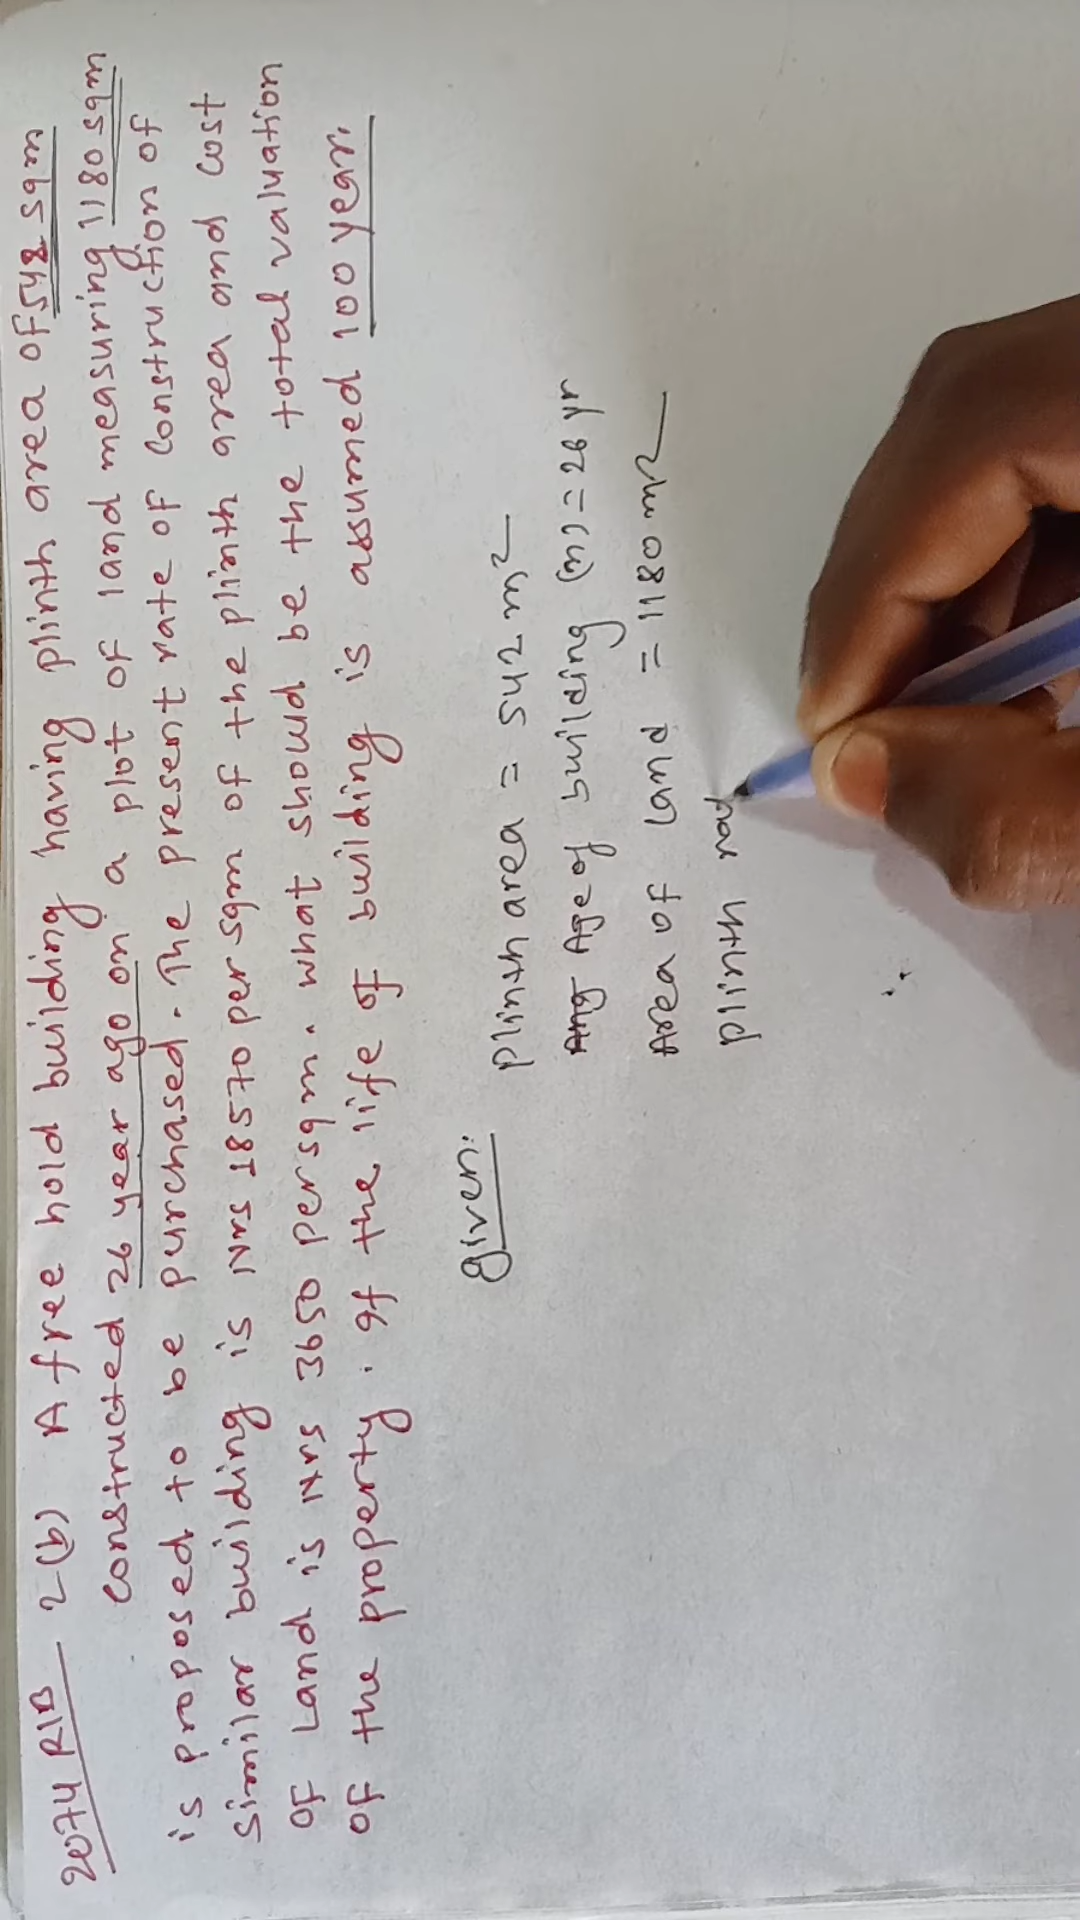 2074 RIB 2(b) A free hold building having plinth area of 542 sqm
constructed 26 year ago on a plot of land measuring 1180 sqm
is proposed to be purchased. The present rate of construction of
similar building is NRS 18570 per sqm of the plinth area and cost
of land is NRS 3650 per sqm. what should be the total valuation
of the property. If the life of building is assumed 100 year.
given:
plinth area = 542 m²
Age of building (n) = 26 yr
Area of land = 1180 m²
plinth